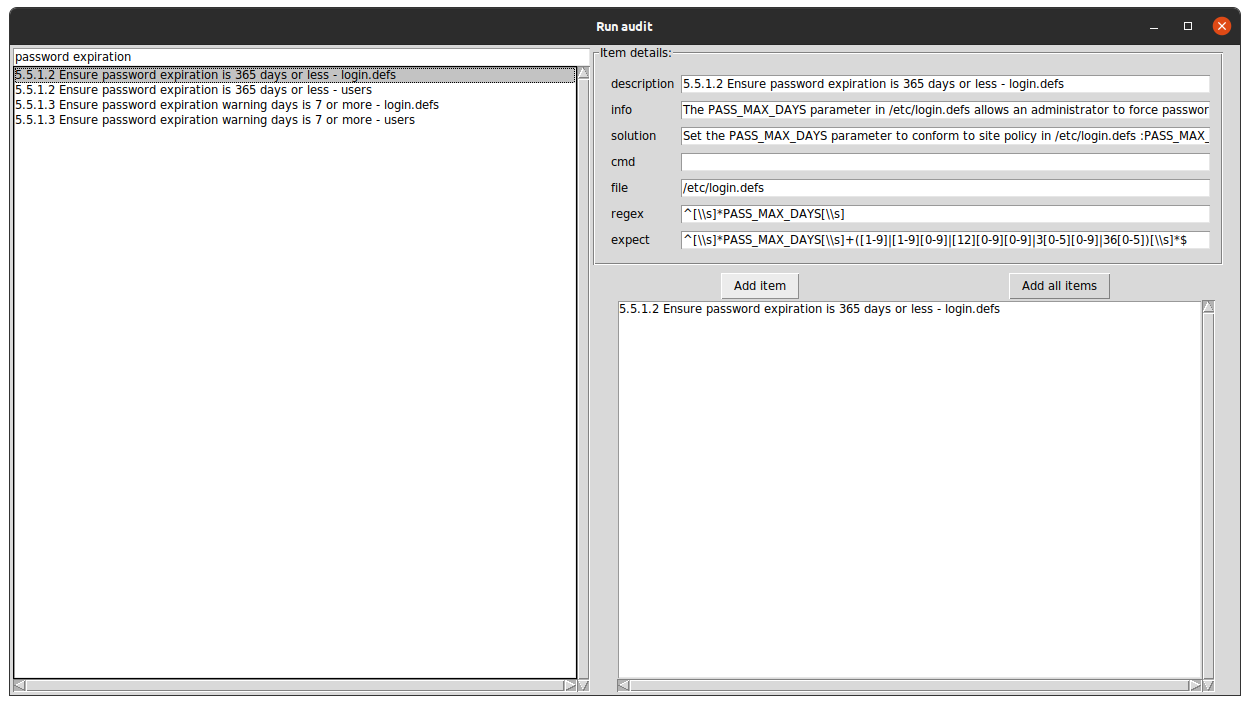 Run audit
password expiration
5.5.1.2 Ensure password expiration is 365 days or less - login.defs
5.5.1.2 Ensure password expiration is 365 days or less - users
5.5.1.3 Ensure password expiration warning days is 7 or more - login.defs
5.5.1.3 Ensure password expiration warning days is 7 or more - users
Item details:
description 5.5.1.2 Ensure password expiration is 365 days or less - login.defs
info The PASS_MAX_DAYS parameter in /etc/login.defs allows an administrator to force passwor
solution Set the PASS_MAX_DAYS parameter to conform to site policy in /etc/login.defs :PASS_MAX_
cmd
file /etc/login.defs
regex ^[\\s]*PASS_MAX_DAYS[\\s]
expect ^[\\s]*PASS_MAX_DAYS[\\s]+([1-9]|[1-9][0-9]|[12][0-9][0-9]|3[0-5][0-9]|36[0-5])[\\s]*$
Add item
Add all items
5.5.1.2 Ensure password expiration is 365 days or less - login.defs